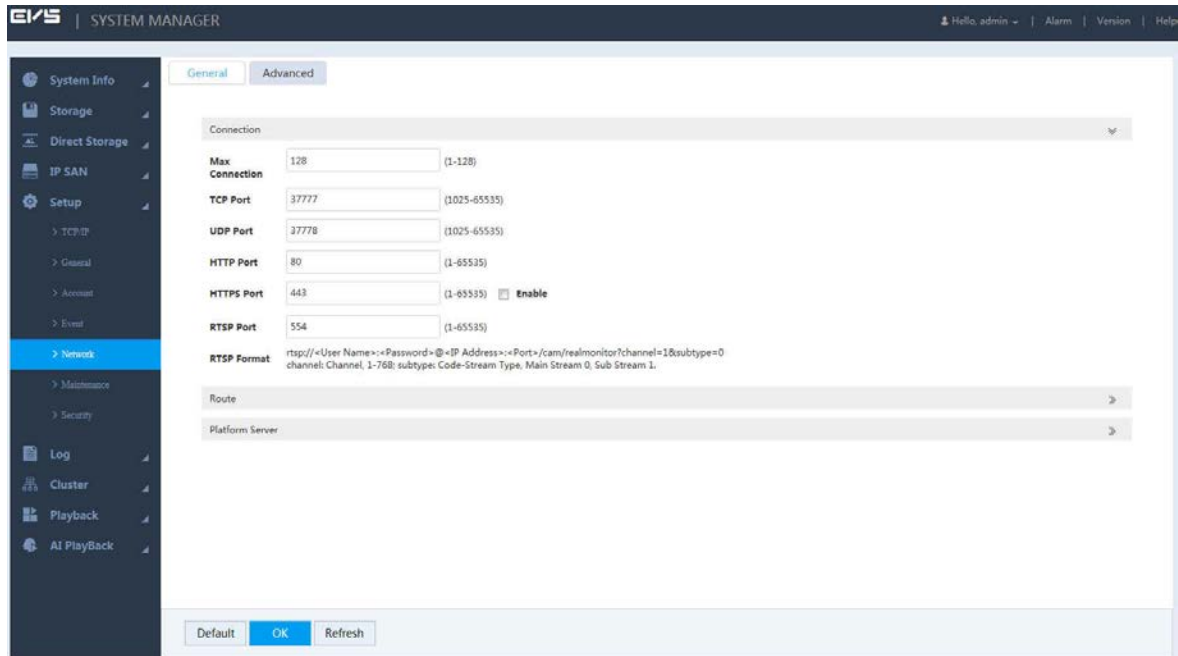 EVS | SYSTEM MANAGER
Hello, admin | Alarm | Version | Help
System Info
Storage
Direct Storage
IP SAN
Setup
> TCP/IP
> General
> Account
> Event
> Network
> Maintenance
> Security
Log
Cluster
Playback
AI PlayBack
General Advanced
Connection
Max Connection 128 (1-128)
TCP Port 37777 (1025-65535)
UDP Port 37778 (1025-65535)
HTTP Port 80 (1-65535)
HTTPS Port 443 (1-65535) Enable
RTSP Port 554 (1-65535)
RTSP Format rtsp://<User Name>:<Password>@<IP Address>:<Port>/cam/realmonitor?channel=1&subtype=0
channel: Channel, 1-768; subtype: Code-Stream Type, Main Stream 0, Sub Stream 1.
Route
Platform Server
Default OK Refresh